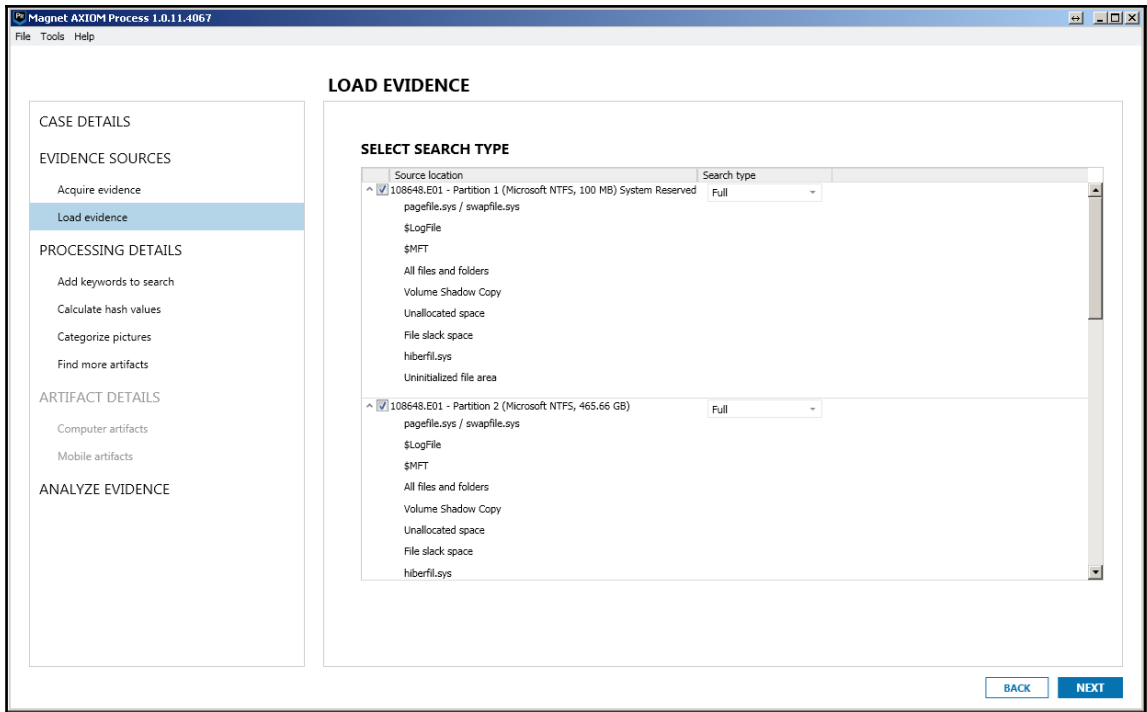 Magnet AXIOM Process 1.0.11.4067
File Tools Help
LOAD EVIDENCE
CASE DETAILS
EVIDENCE SOURCES
Acquire evidence
Load evidence
PROCESSING DETAILS
Add keywords to search
Calculate hash values
Categorize pictures
Find more artifacts
ARTIFACT DETAILS
Computer artifacts
Mobile artifacts
ANALYZE EVIDENCE
SELECT SEARCH TYPE
Source location Search type
108648.E01 - Partition 1 (Microsoft NTFS, 100 MB) System Reserved Full
pagefile.sys / swapfile.sys
$LogFile
$MFT
All files and folders
Volume Shadow Copy
Unallocated space
File slack space
hiberfil.sys
Uninitialized file area
108648.E01 - Partition 2 (Microsoft NTFS, 465.66 GB) Full
pagefile.sys / swapfile.sys
$LogFile
$MFT
All files and folders
Volume Shadow Copy
Unallocated space
File slack space
hiberfil.sys
BACK NEXT